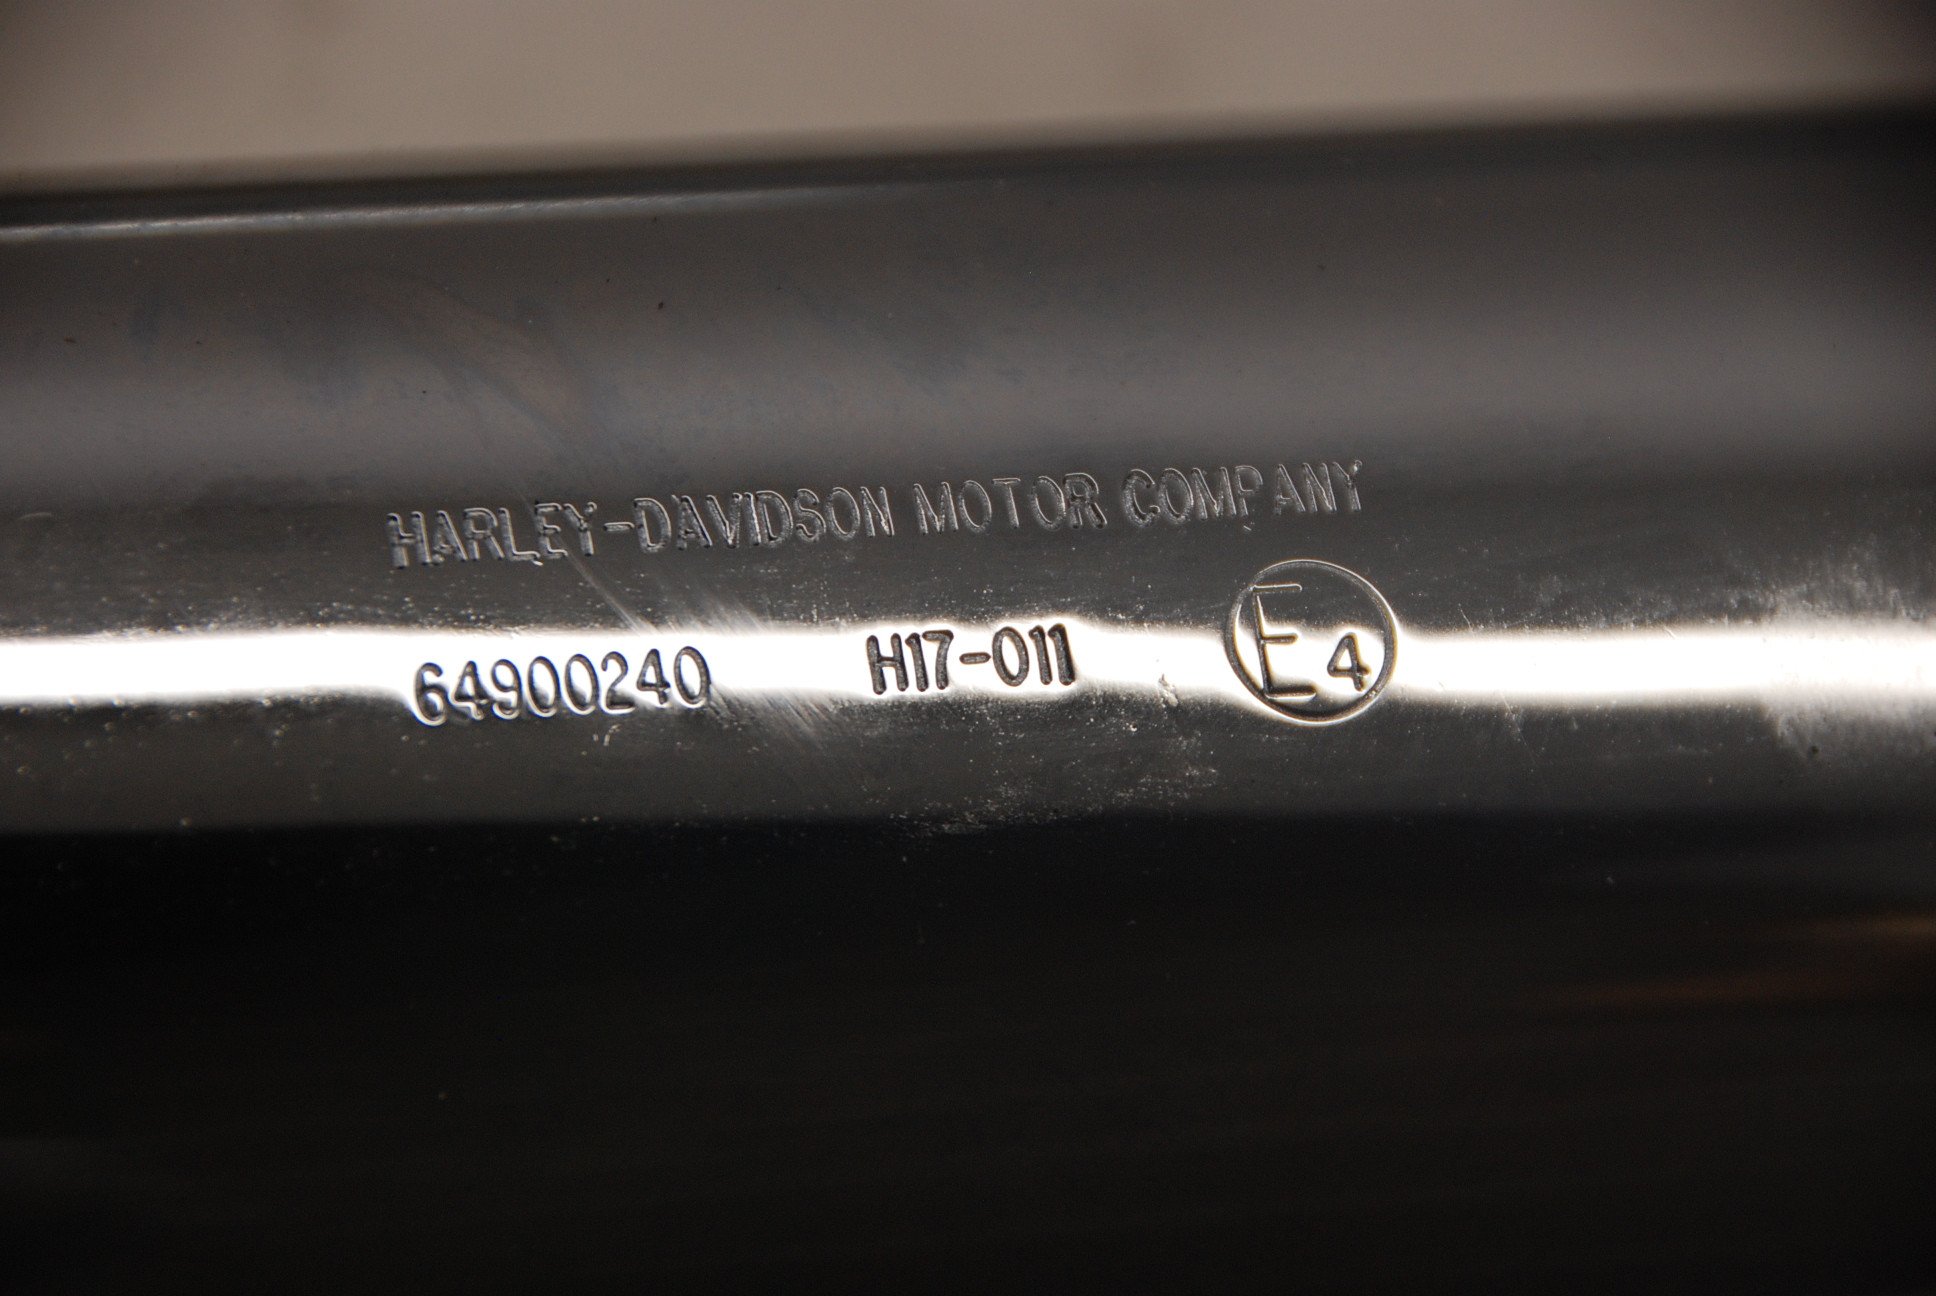 HARLEY-DAVIDSON MOTOR COMPANY
64900240 H17-011 E4